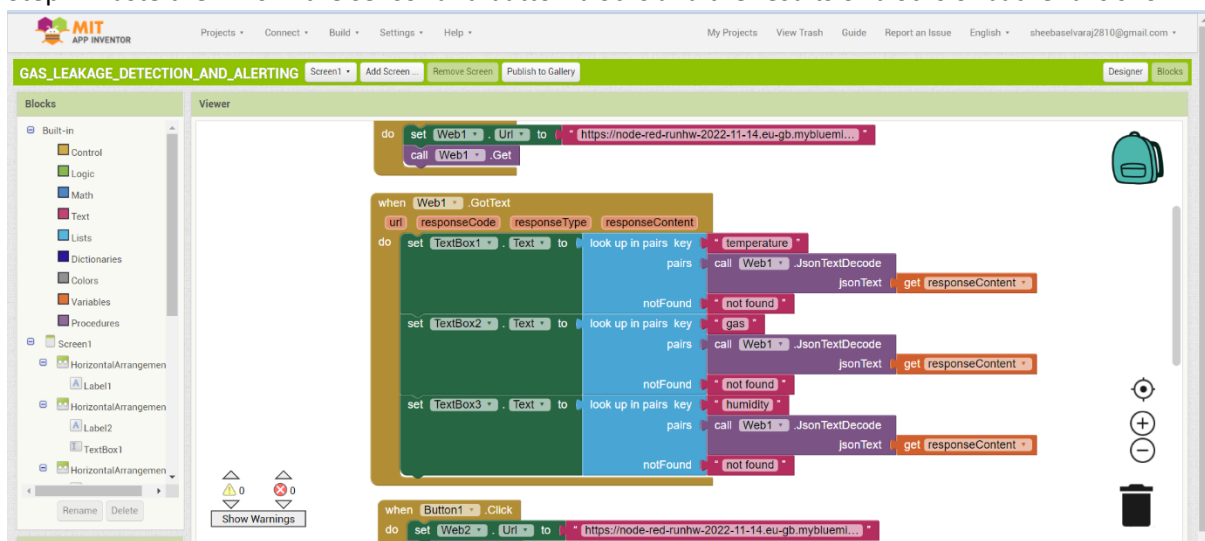 MIT
APP INVENTOR
Projects Connect Build Settings Help My Projects View Trash Guide Report an Issue English sheebaselvaraj2810@gmail.com
GAS_LEAKAGE_DETECTION_AND_ALERTING Screen1 Add Screen ... Remove Screen Publish to Gallery Designer Blocks
Blocks Viewer
Built-in
Control
Logic
Math
Text
Lists
Dictionaries
Colors
Variables
Procedures
Screen1
HorizontalArrangemen
Label1
HorizontalArrangemen
Label2
TextBox1
HorizontalArrangemen
Rename Delete
do set Web1 . Url to " https://node-red-runhw-2022-11-14.eu-gb.mybluemi... "
call Web1 .Get
when Web1 .GotText
url responseCode responseType responseContent
do set TextBox1 . Text to look up in pairs key " temperature "
pairs call Web1 .JsonTextDecode
jsonText get responseContent
notFound " not found "
set TextBox2 . Text to look up in pairs key " gas "
pairs call Web1 .JsonTextDecode
jsonText get responseContent
notFound " not found "
set TextBox3 . Text to look up in pairs key " humidity "
pairs call Web1 .JsonTextDecode
jsonText get responseContent
notFound " not found "
when Button1 .Click
do set Web2 . Url to " https://node-red-runhw-2022-11-14.eu-gb.mybluemi... "
0 0
Show Warnings